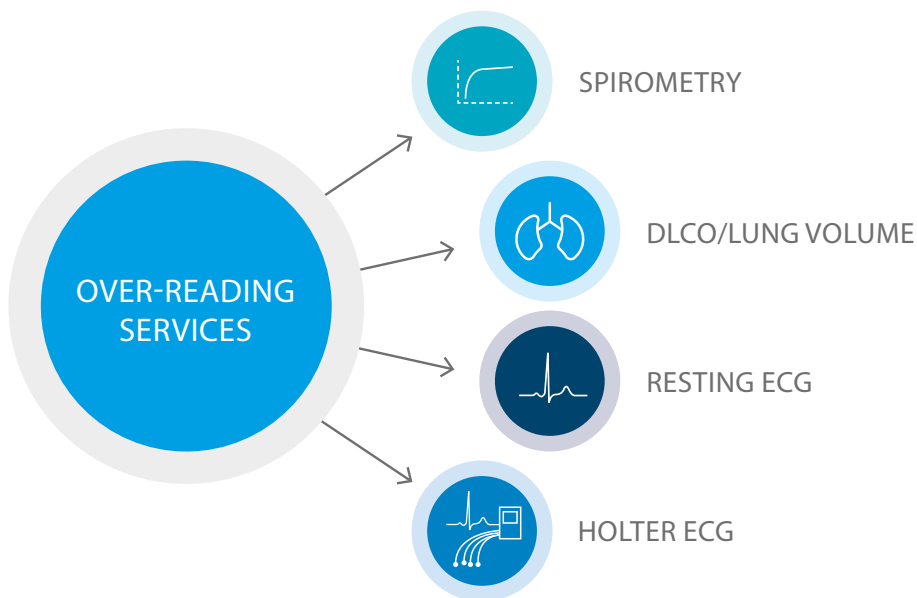 SPIROMETRY
DLCO/LUNG VOLUME
OVER-READING
SERVICES
RESTING ECG
HOLTER ECG